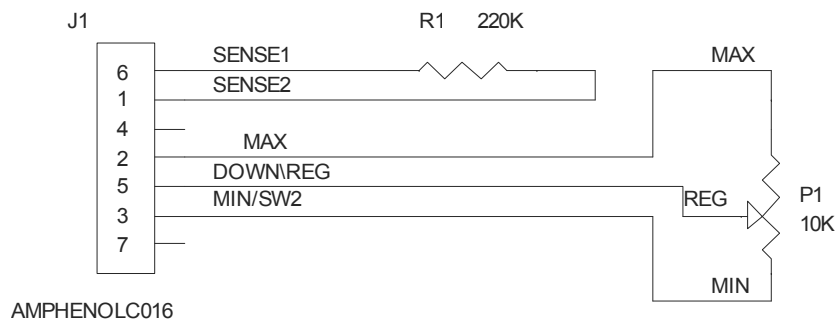 J1
R1 220K
6 SENSE1
1 SENSE2
4
2 MAX
5 DOWN\REG
3 MIN/SW2
7
MAX
REG
P1
10K
MIN
AMPHENOLC016